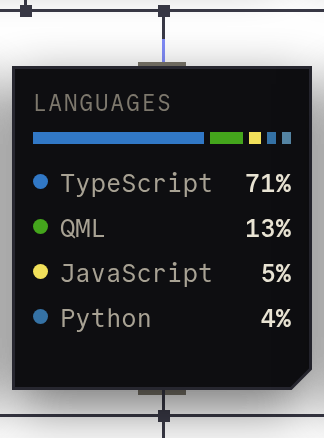 LANGUAGES
TypeScript 71%
QML 13%
JavaScript 5%
Python 4%